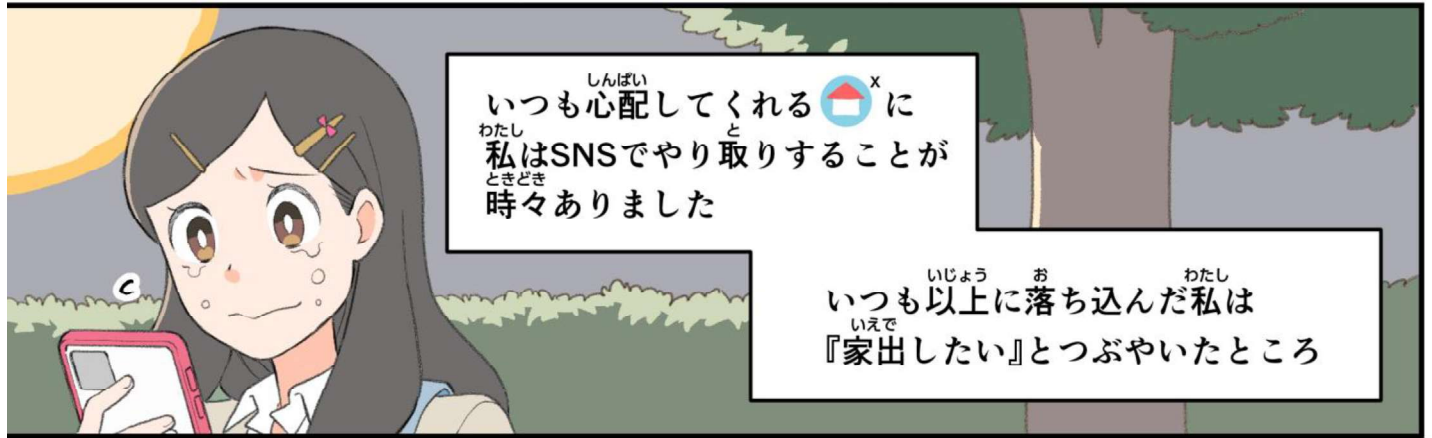 いつも心配してくれる xに
私はSNSでやり取りすることが
時々ありました
いつも以上に落ち込んだ私は
『家出したい』とつぶやいたところ